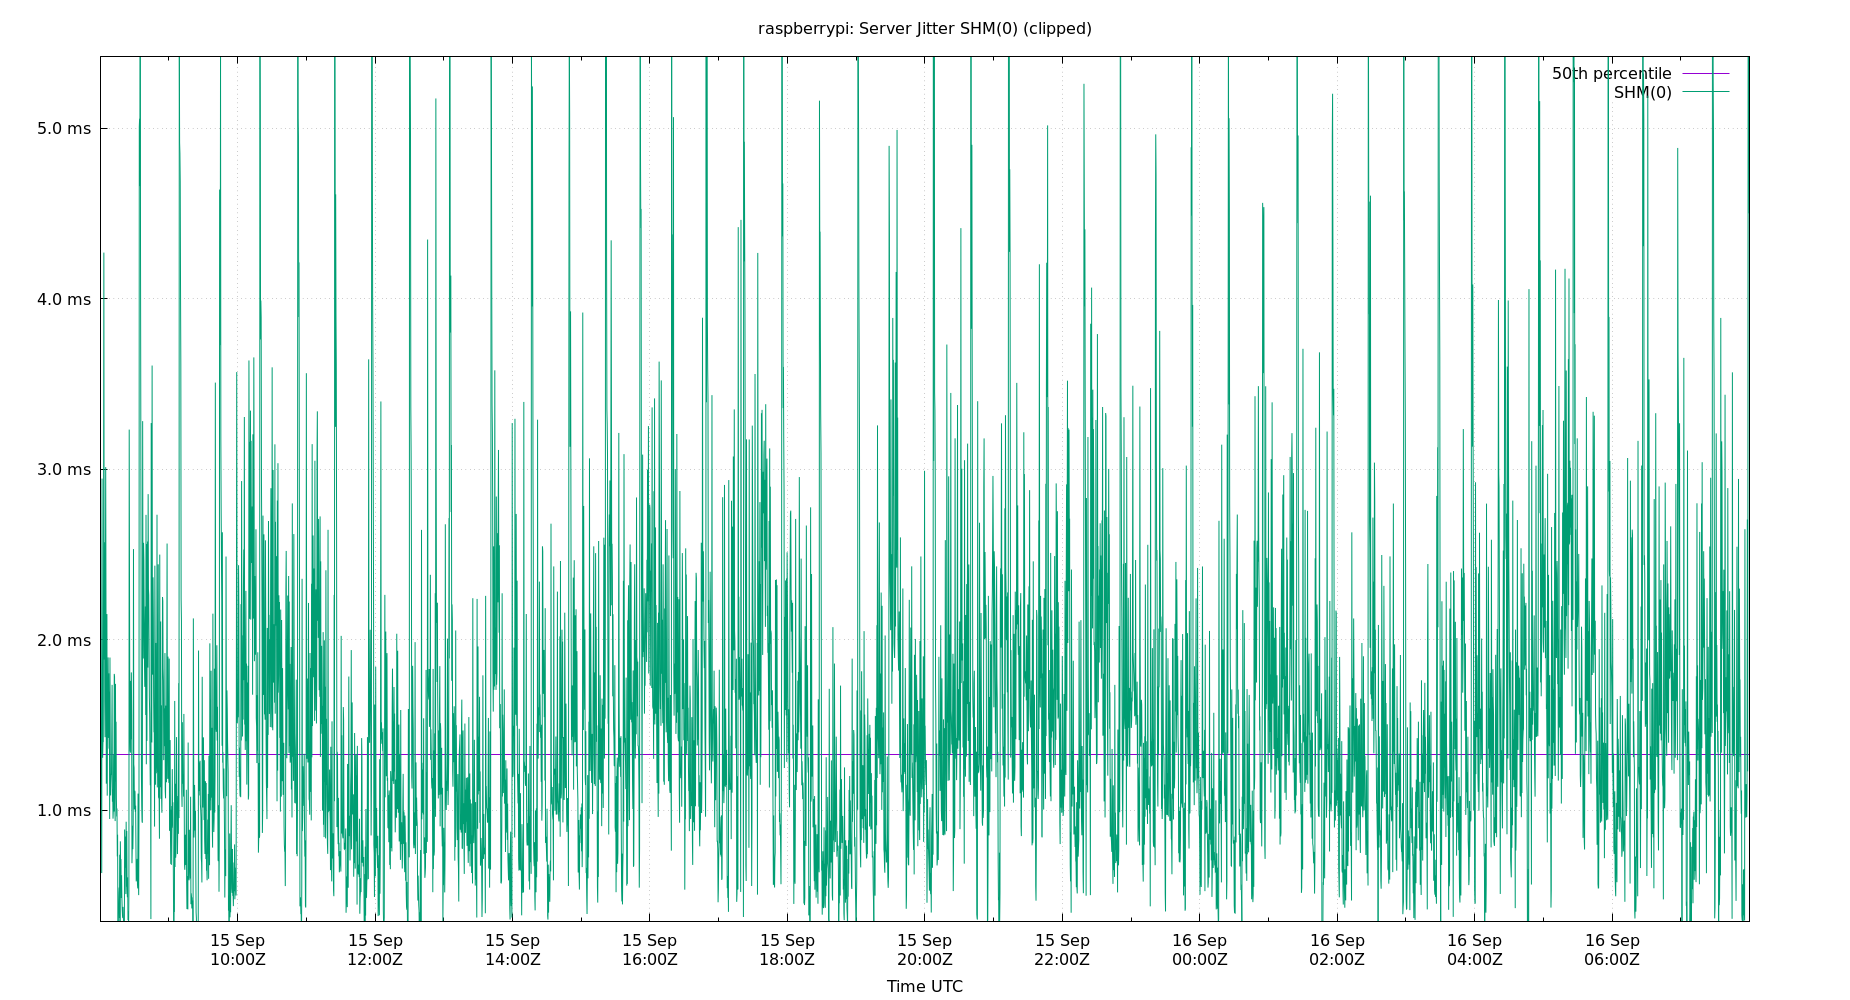 raspberrypi: Server Jitter SHM(0) (clipped)
50th percentile
SHM(0)
5.0 ms
4.0 ms
3.0 ms
2.0 ms
1.0 ms
15 Sep 15 Sep 15 Sep 15 Sep 15 Sep 15 Sep 15 Sep 16 Sep 16 Sep 16 Sep 16 Sep
10:00Z 12:00Z 14:00Z 16:00Z 18:00Z 20:00Z 22:00Z 00:00Z 02:00Z 04:00Z 06:00Z
Time UTC